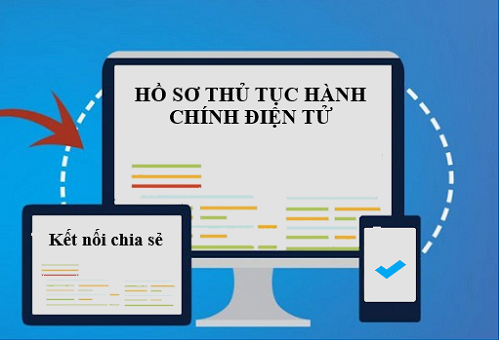 HỒ SƠ THỦ TỤC HÀNH
CHÍNH ĐIỆN TỬ
Kết nối chia sẻ